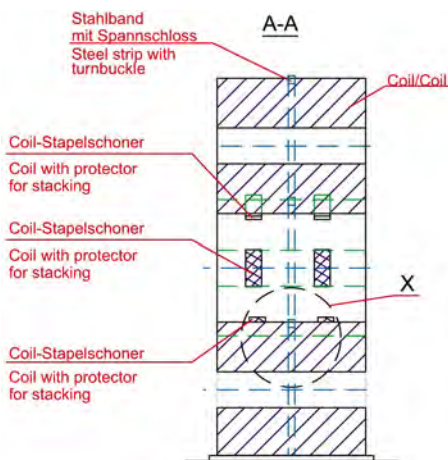 Stahlband
mit Spannschloss
Steel strip with
turnbuckle
A-A
Coil/Coil
Coil-Stapelschoner
Coil with protector
for stacking
Coil-Stapelschoner
Coil with protector
for stacking
X
Coil-Stapelschoner
Coil with protector
for stacking